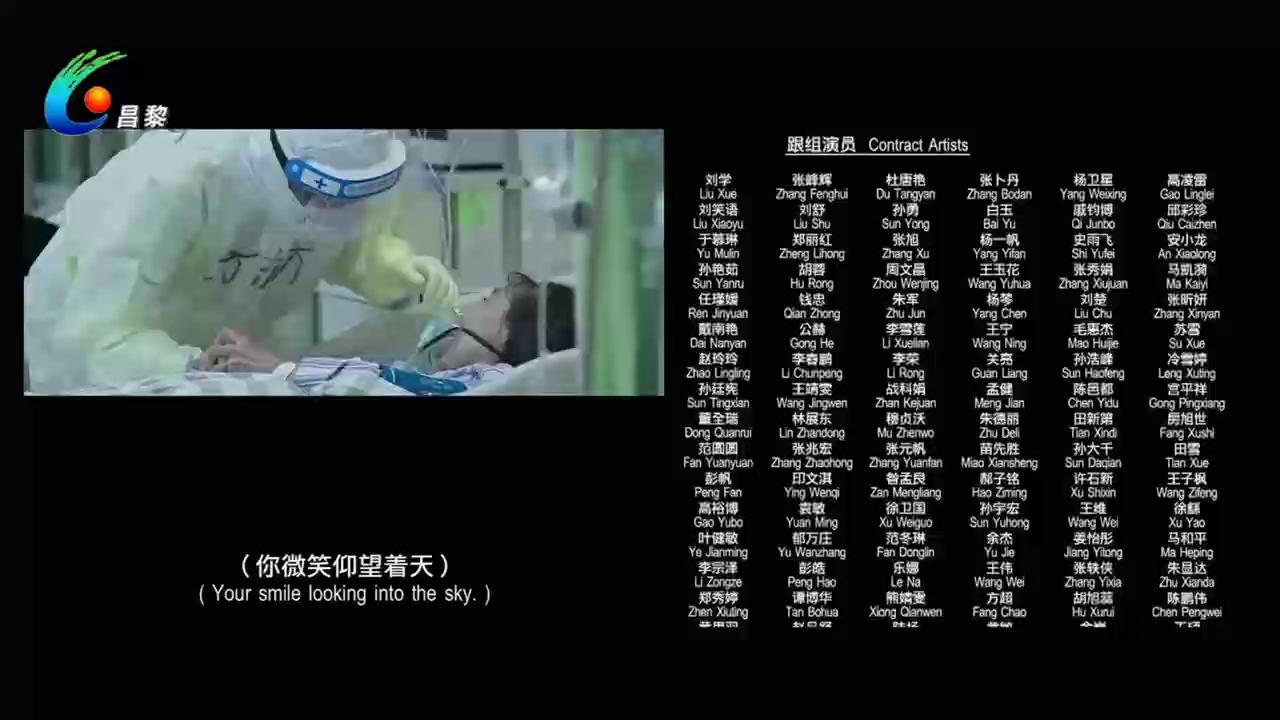 昌黎
跟组演员 Contract Artists
刘学 张峰辉 杜唐艳 张卜丹 杨卫星 高凌雷
Liu Xue Zhang Fenghui Du Tangyan Zhang Bodan Yang Weixing Gao Linglei
刘笑语 刘舒 孙勇 白玉 戚钧博 邱彩珍
Liu Xiaoyu Liu Shu Sun Yong Bai Yu Qi Junbo Qiu Caizhen
于慕琳 郑丽红 张旭 杨一帆 史雨飞 安小龙
Yu Mulin Zheng Lihong Zhang Xu Yang Yifan Shi Yufei An Xiaolong
孙艳茹 胡蓉 周文晶 王玉花 张秀娟 马凯漪
Sun Yanru Hu Rong Zhou Wenjing Wang Yuhua Zhang Xiujuan Ma Kaiyi
任瑾媛 钱忠 朱军 杨琴 刘楚 张昕妍
Ren Jinyuan Qian Zhong Zhu Jun Yang Chen Liu Chu Zhang Xinyan
戴南艳 公赫 李雪莲 王宁 毛惠杰 苏雪
Dai Nanyan Gong He Li Xuelian Wang Ning Mao Huijie Su Xue
赵玲玲 李春鹏 李荣 关亮 孙浩峰 冷雪婷
Zhao Lingling Li Chunpeng Li Rong Guan Liang Sun Haofeng Leng Xuting
孙廷宪 王靖雯 战科娟 孟健 陈邑都 宫平祥
Sun Tingxian Wang Jingwen Zhan Kejuan Meng Jian Chen Yidu Gong Pingxiang
董全瑞 林展东 穆贞沃 朱德丽 田新第 房旭世
Dong Quanrui Lin Zhandong Mu Zhenwo Zhu Deli Tian Xindi Fang Xushi
范圆圆 张兆宏 张元帆 苗先胜 孙大千 田雪
Fan Yuanyuan Zhang Zhaohong Zhang Yuanfan Miao Xiansheng Sun Daqian Tian Xue
彭帆 印文淇 昝孟良 郝子铭 许石新 王子枫
Peng Fan Ying Wenqi Zan Mengliang Hao Ziming Xu Shixin Wang Zifeng
高裕博 袁敏 徐卫国 孙宇宏 王维 徐繇
Gao Yubo Yuan Ming Xu Weiguo Sun Yuhong Wang Wei Xu Yao
叶健敏 郁万庄 范冬琳 余杰 姜怡彤 马和平
Ye Jianming Yu Wanzhang Fan Donglin Yu Jie Jiang Yitong Ma Heping
李宗泽 彭皓 乐娜 王伟 张轶侠 朱显达
Li Zongze Peng Hao Le Na Wang Wei Zhang Yixia Zhu Xianda
郑秀婷 谭博华 熊婧雯 方超 胡旭蕊 陈鹏伟
Zhen Xiuting Tan Bohua Xiong Qianwen Fang Chao Hu Xurui Chen Pengwei
（你微笑仰望着天）
( Your smile looking into the sky. )